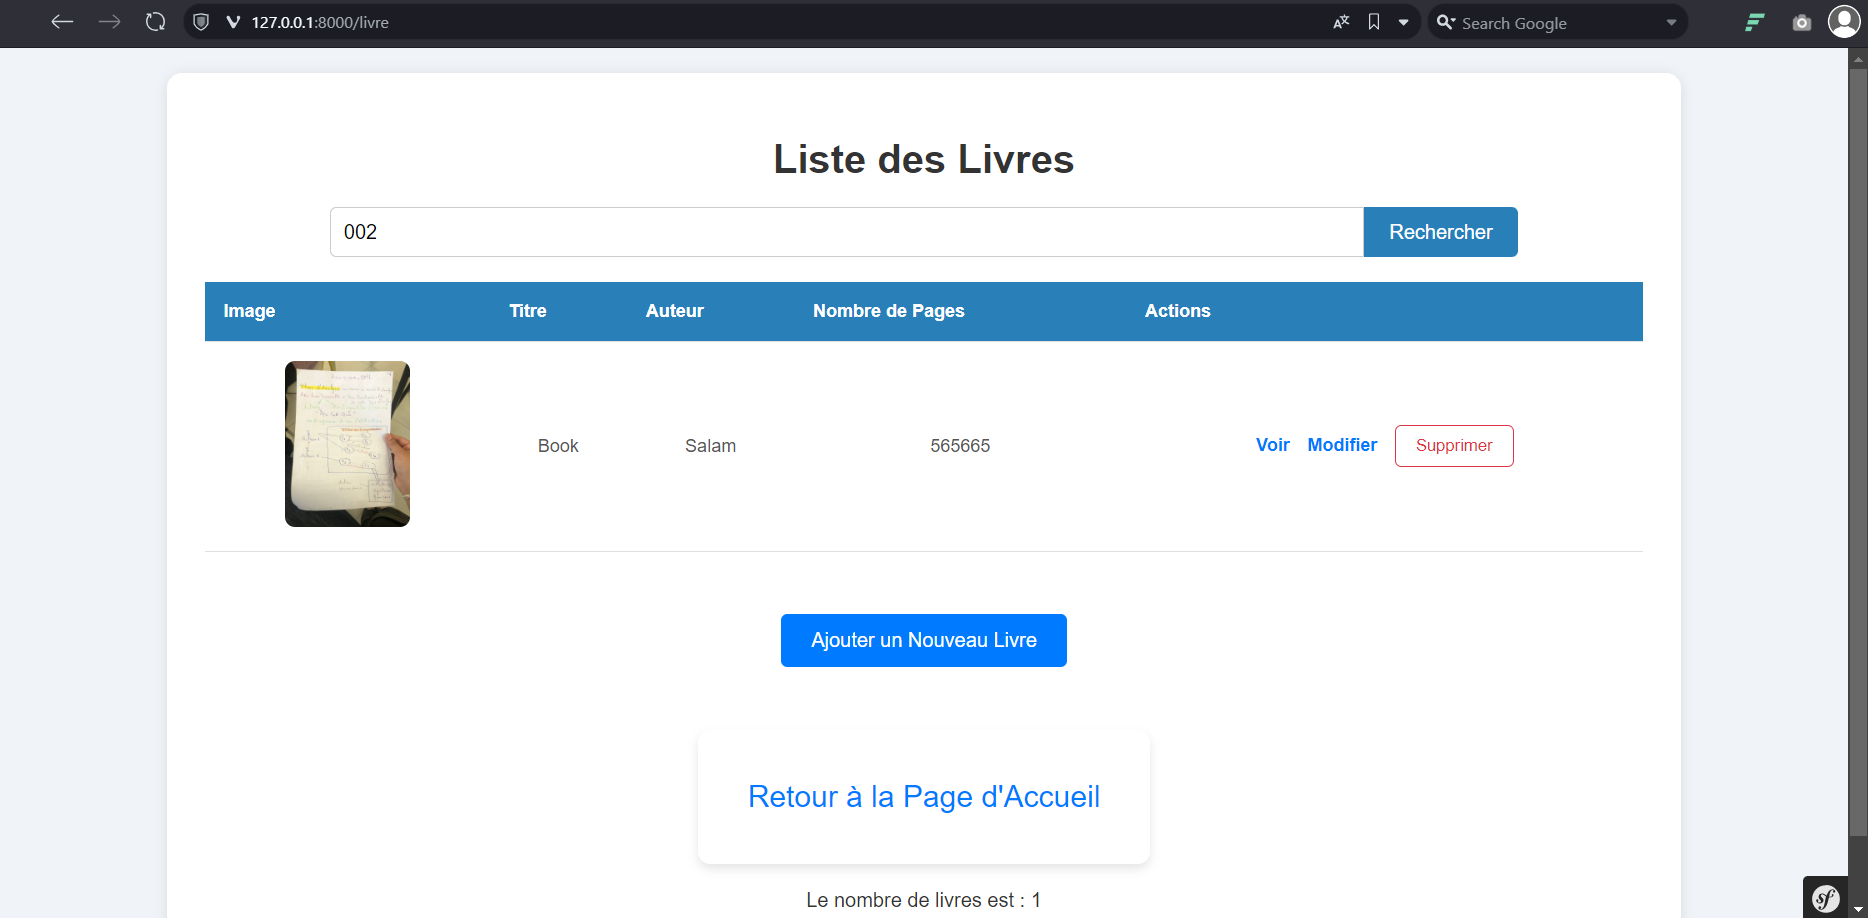 127.0.0.1:8000/livre
Search Google
Liste des Livres
002
Rechercher
Image Titre Auteur Nombre de Pages Actions
Book Salam 565665 Voir Modifier Supprimer
Ajouter un Nouveau Livre
Retour à la Page d'Accueil
Le nombre de livres est : 1